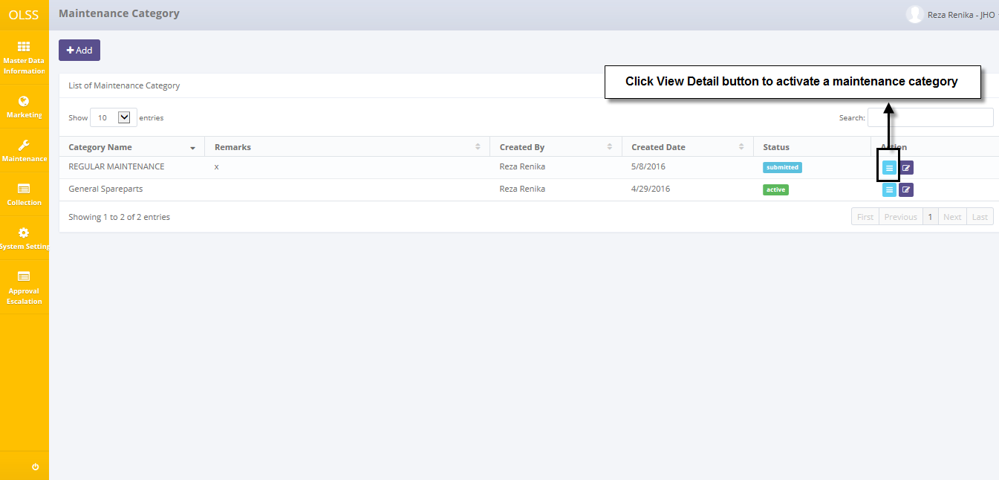 OLSS
Maintenance Category
Reza Renika - JHO
Master Data
Information
Marketing
Maintenance
Collection
System Setting
Approval
Escalation
Add
List of Maintenance Category
Click View Detail button to activate a maintenance category
Show 10 entries
Search:
Category Name Remarks Created By Created Date Status Action
REGULAR MAINTENANCE x Reza Renika 5/8/2016 submitted
General Spareparts Reza Renika 4/29/2016 active
Showing 1 to 2 of 2 entries
First Previous 1 Next Last